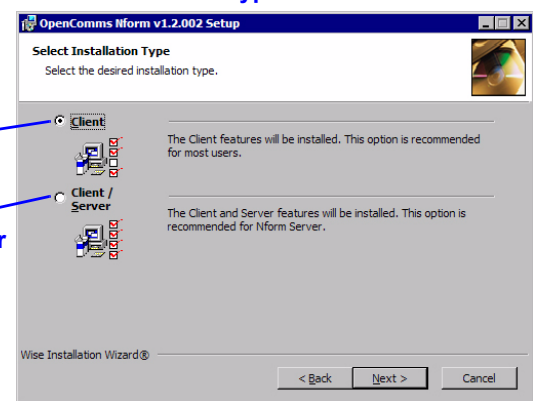 OpenComms Nform v1.2.002 Setup
Select Installation Type
Select the desired installation type.
Client
The Client features will be installed. This option is recommended
for most users.
Client /
Server
The Client and Server features will be installed. This option is
recommended for Nform Server.
Wise Installation Wizard®
< Back
Next >
Cancel